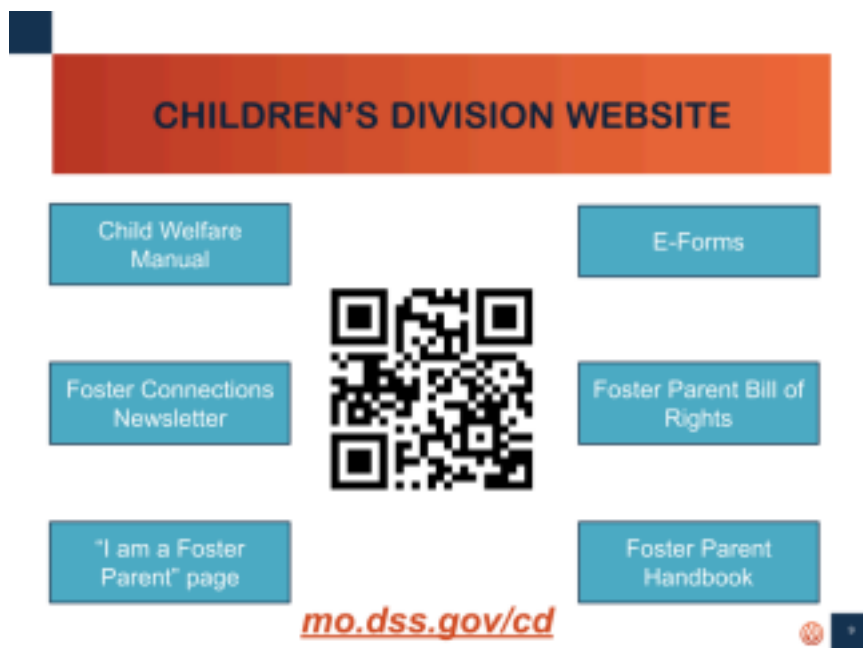 CHILDREN'S DIVISION WEBSITE
Child Welfare
Manual
E-Forms
Foster Connections
Newsletter
Foster Parent Bill of
Rights
"I am a Foster
Parent" page
Foster Parent
Handbook
mo.dss.gov/cd
9